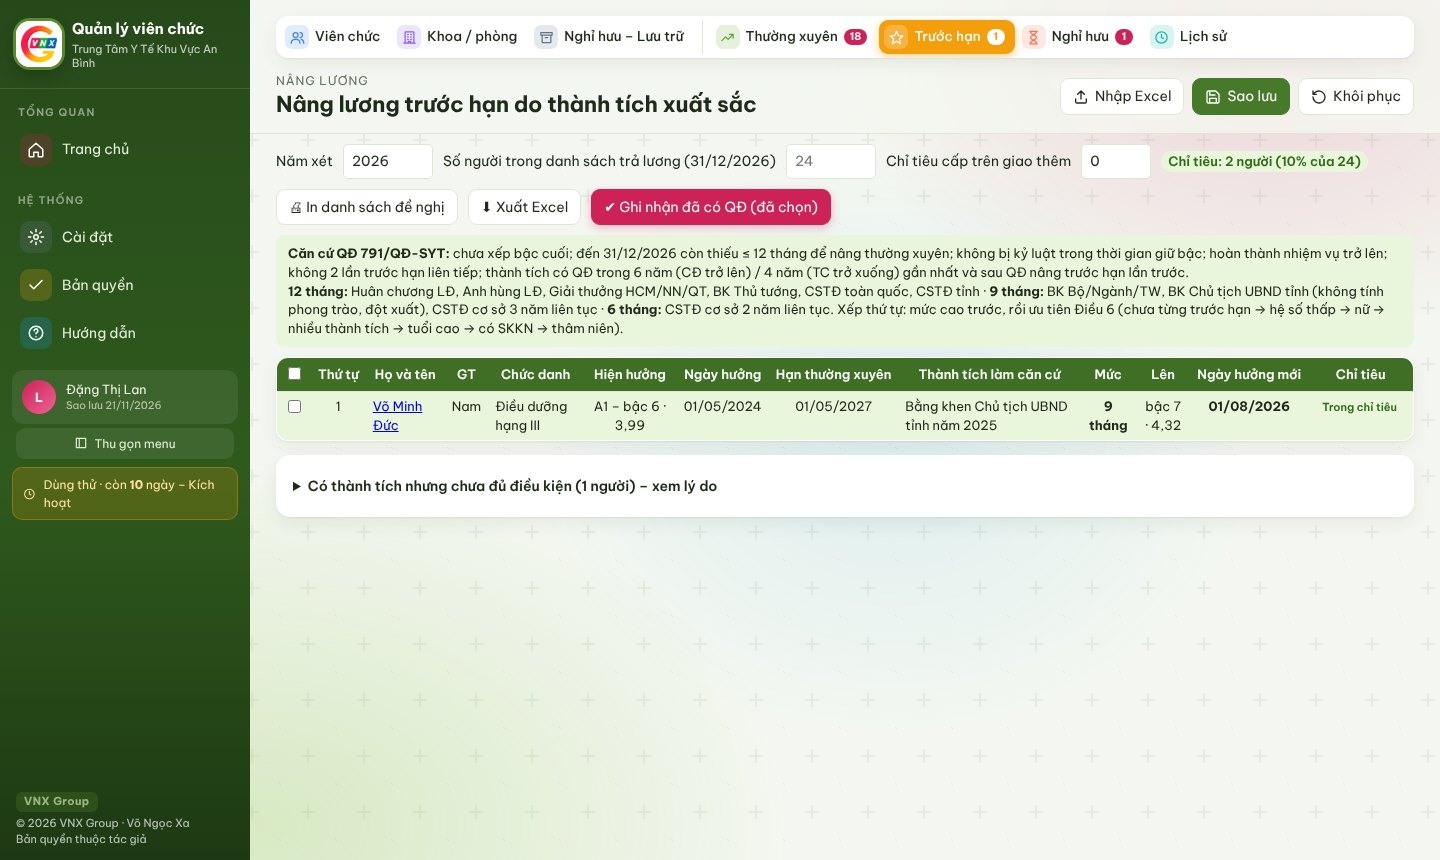 VNX
Quản lý viên chức
Trung Tâm Y Tế Khu Vực An
Bình
TỔNG QUAN
Trang chủ
HỆ THỐNG
Cài đặt
Bản quyền
Hướng dẫn
L
Đặng Thị Lan
Sao lưu 21/11/2026
Thu gọn menu
Dùng thử · còn 10 ngày – Kích
hoạt
VNX Group
© 2026 VNX Group · Võ Ngọc Xa
Bản quyền thuộc tác giả
Viên chức Khoa / phòng Nghỉ hưu – Lưu trữ Thường xuyên 18 Trước hạn 1 Nghỉ hưu 1 Lịch sử
NÂNG LƯƠNG
Nâng lương trước hạn do thành tích xuất sắc
Nhập Excel Sao lưu Khôi phục
Năm xét 2026 Số người trong danh sách trả lương (31/12/2026) 24 Chỉ tiêu cấp trên giao thêm 0 Chỉ tiêu: 2 người (10% của 24)
🖨 In danh sách đề nghị ⬇ Xuất Excel ✔ Ghi nhận đã có QĐ (đã chọn)
Căn cứ QĐ 791/QĐ-SYT: chưa xếp bậc cuối; đến 31/12/2026 còn thiếu ≤ 12 tháng để nâng thường xuyên; không bị kỷ luật trong thời gian giữ bậc; hoàn thành nhiệm vụ trở lên;
không 2 lần trước hạn liên tiếp; thành tích có QĐ trong 6 năm (CĐ trở lên) / 4 năm (TC trở xuống) gần nhất và sau QĐ nâng trước hạn lần trước.
12 tháng: Huân chương LĐ, Anh hùng LĐ, Giải thưởng HCM/NN/QT, BK Thủ tướng, CSTĐ toàn quốc, CSTĐ tỉnh · 9 tháng: BK Bộ/Ngành/TW, BK Chủ tịch UBND tỉnh (không tính
phong trào, đột xuất), CSTĐ cơ sở 3 năm liên tục · 6 tháng: CSTĐ cơ sở 2 năm liên tục. Xếp thứ tự: mức cao trước, rồi ưu tiên Điều 6 (chưa từng trước hạn → hệ số thấp → nữ →
nhiều thành tích → tuổi cao → có SKKN → thâm niên).
Thứ tự Họ và tên GT Chức danh Hiện hưởng Ngày hưởng Hạn thường xuyên Thành tích làm căn cứ Mức Lên Ngày hưởng mới Chỉ tiêu
1 Võ Minh Nam Điều dưỡng A1 – bậc 6 · 01/05/2024 01/05/2027 Bằng khen Chủ tịch UBND 9 bậc 7 01/08/2026 Trong chỉ tiêu
Đức hạng III 3,99 tỉnh năm 2025 tháng · 4,32
▶ Có thành tích nhưng chưa đủ điều kiện (1 người) – xem lý do